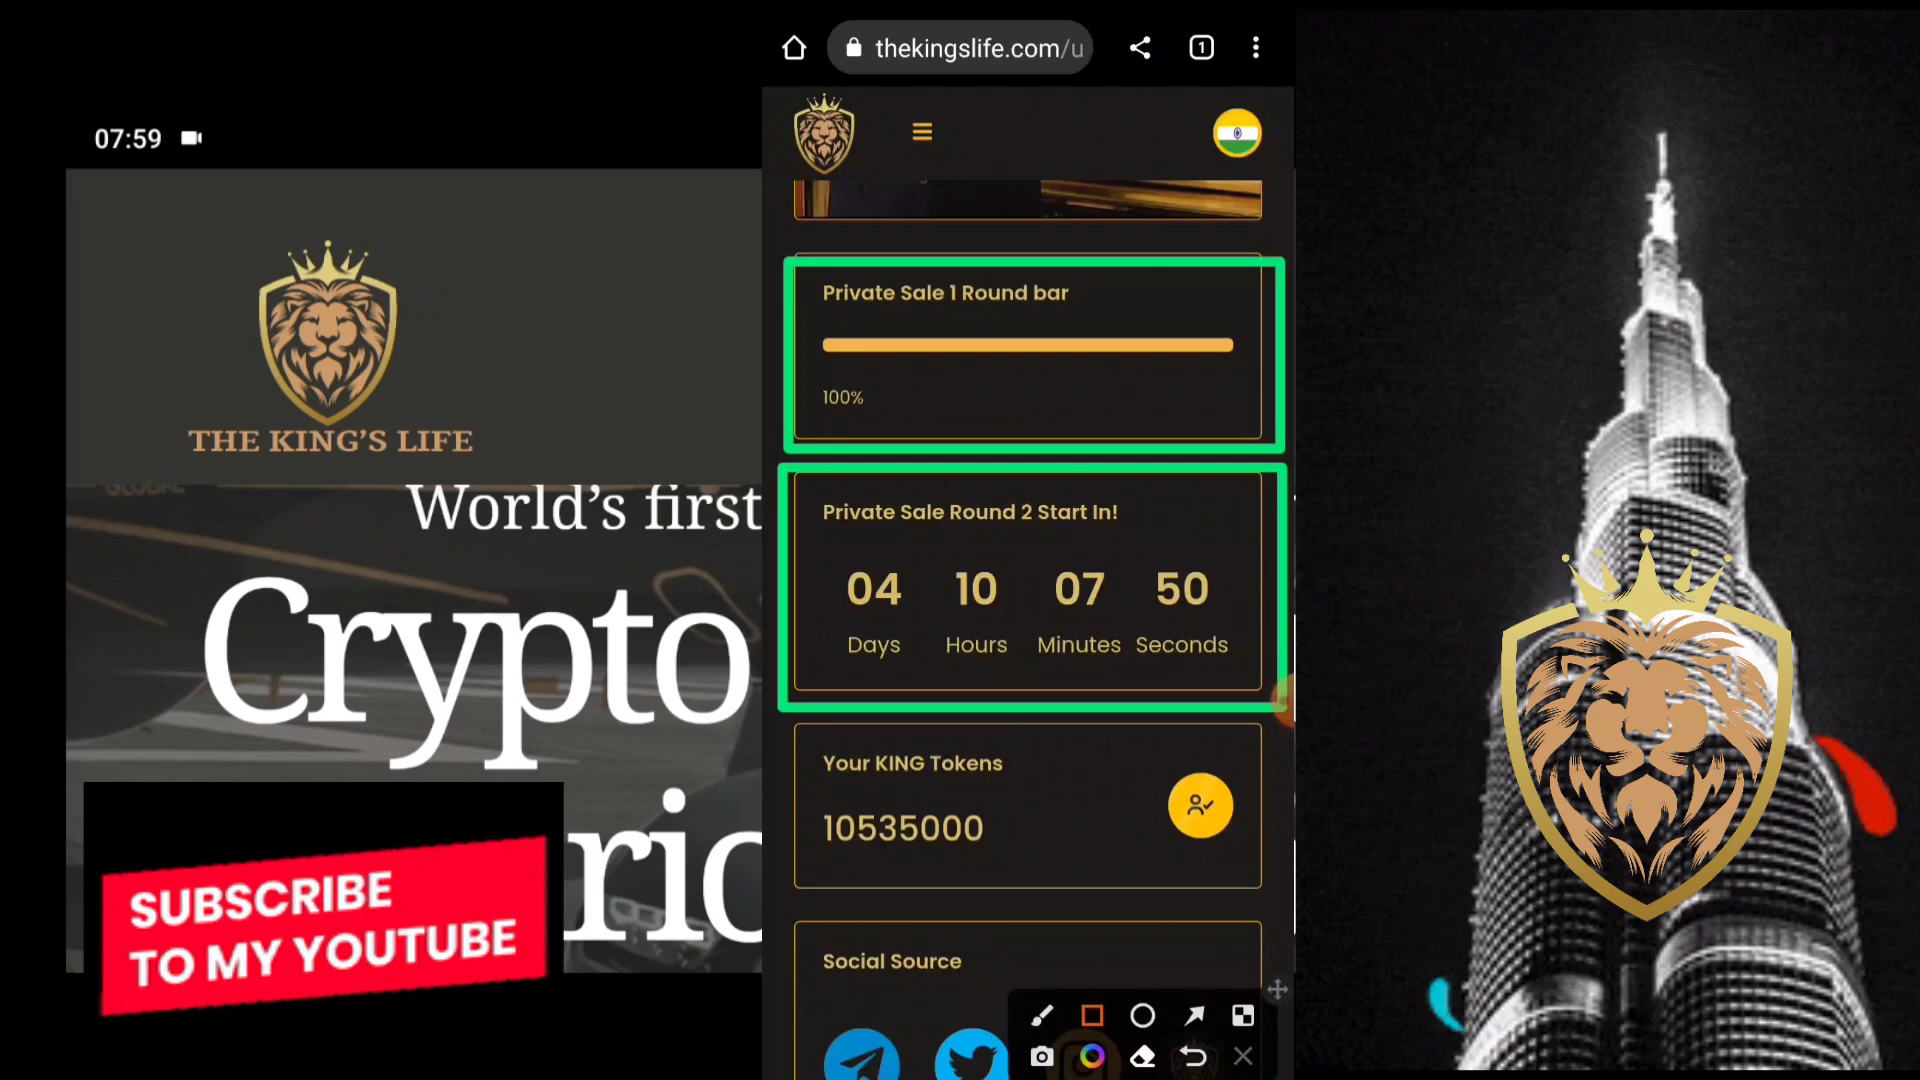 07:59
THE KING'S LIFE
World's first
Crypto
SUBSCRIBE
TO MY YOUTUBE
thekingslife.com/u
1
Private Sale 1 Round bar
100%
Private Sale Round 2 Start In!
04 10 07 50
Days Hours Minutes Seconds
Your KING Tokens
10535000
Social Source